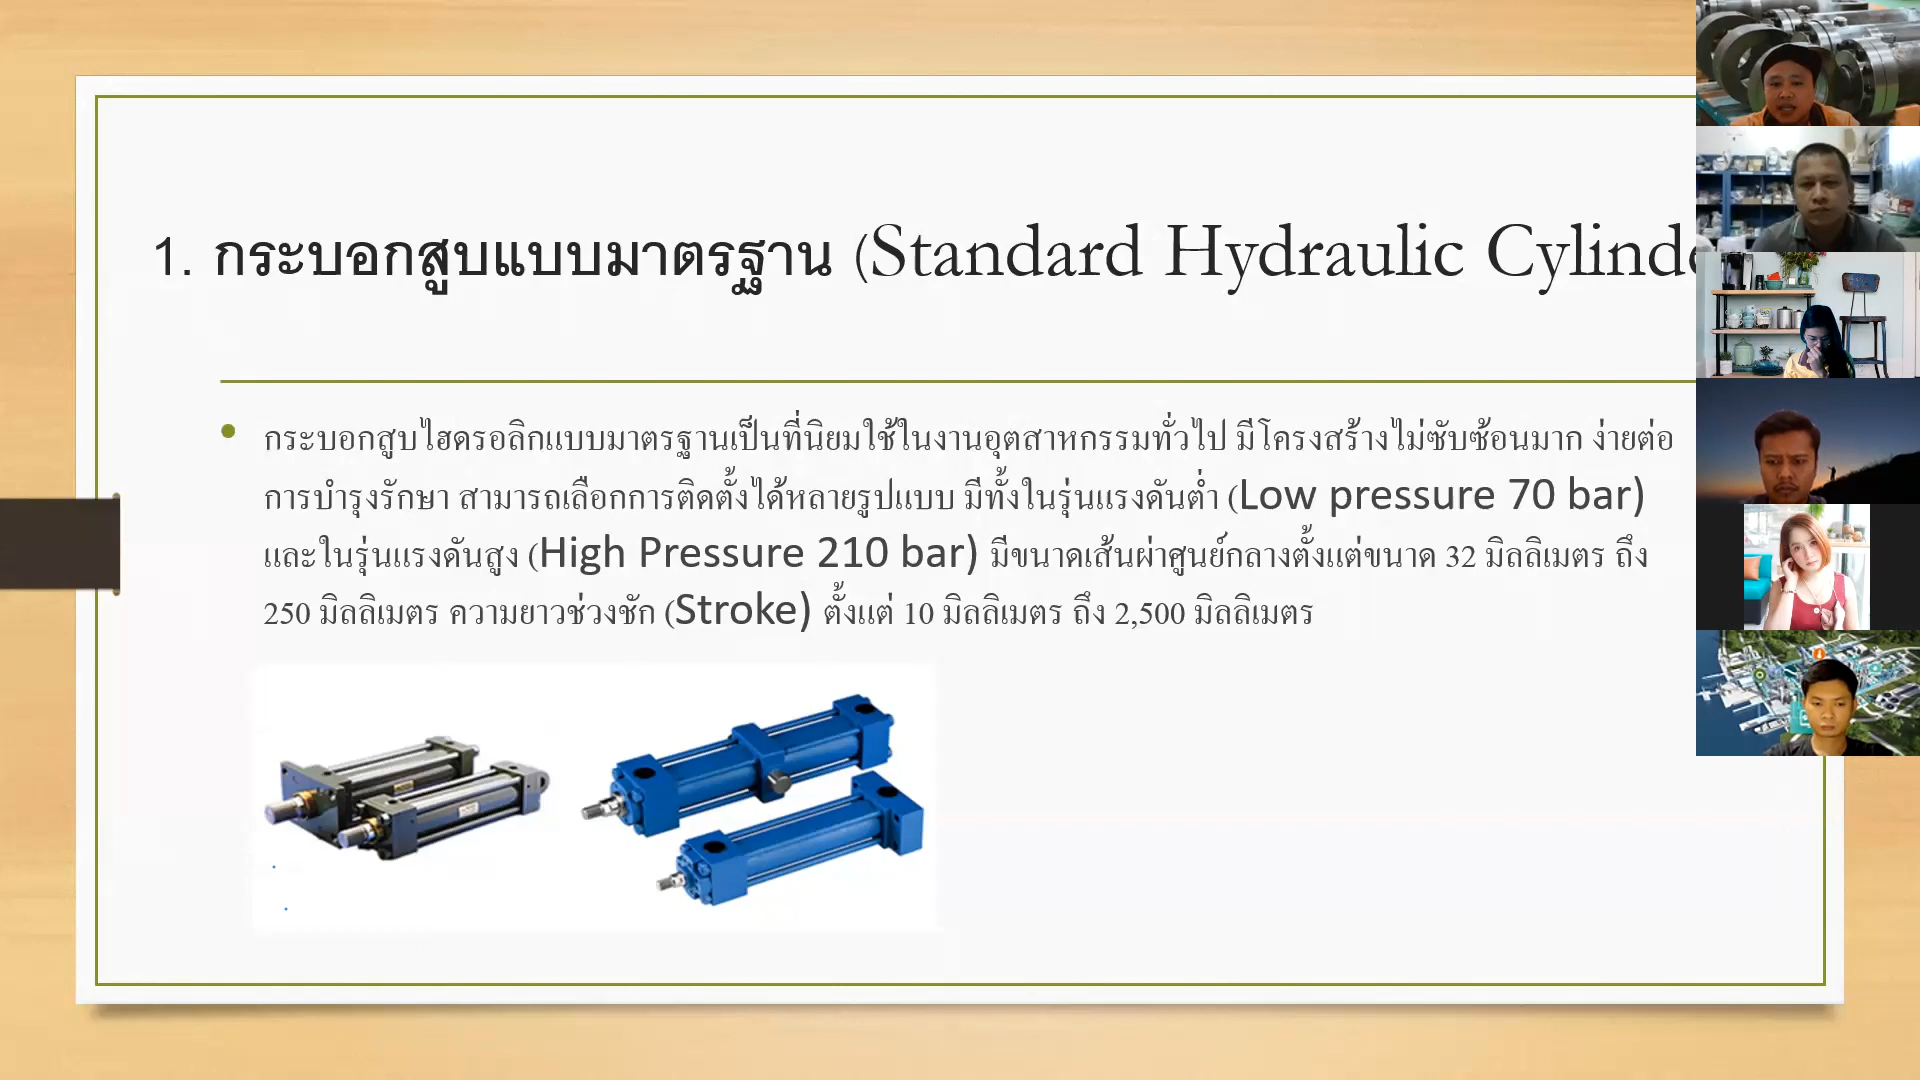 1. กระบอกสูบแบบมาตรฐาน (Standard Hydraulic Cylinde
กระบอกสูบไฮดรอลิกแบบมาตรฐานเป็นที่นิยมใช้ในงานอุตสาหกรรมทั่วไป มีโครงสร้างไม่ซับซ้อนมาก ง่ายต่อ
การบำรุงรักษา สามารถเลือกการติดตั้งได้หลายรูปแบบ มีทั้งในรุ่นแรงดันต่ำ (Low pressure 70 bar)
และในรุ่นแรงดันสูง (High Pressure 210 bar) มีขนาดเส้นผ่าศูนย์กลางตั้งแต่ขนาด 32 มิลลิเมตร ถึง
250 มิลลิเมตร ความยาวช่วงชัก (Stroke) ตั้งแต่ 10 มิลลิเมตร ถึง 2,500 มิลลิเมตร